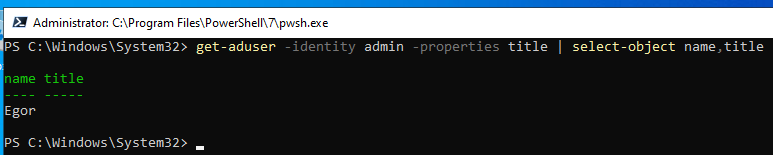 Administrator: C:\Program Files\PowerShell\7\pwsh.exe
PS C:\Windows\System32> get-aduser -identity admin -properties title | select-object name,title
name title
---- -----
Egor
PS C:\Windows\System32>